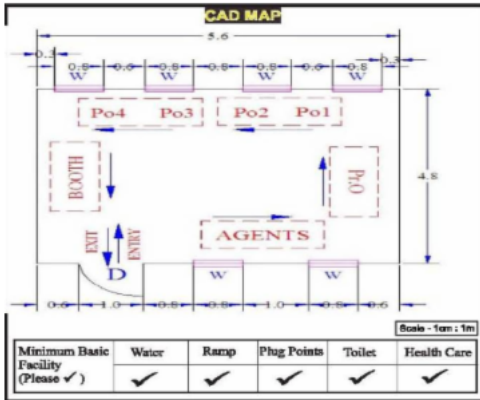 CAD MAP
5.6
0.3 0.3
0.8 0.6 0.8 0.8 0.8 0.6 0.8
W W W W
Po4 Po3 Po2 Po1
BOOTH
Pr.O
4.8
EXIT
ENTRY
AGENTS
D W W
0.6 1.0 0.8 0.8 1.0 0.8 0.6
Scale - 1cm : 1m
Minimum Basic Facility (Please ✓) Water Ramp Plug Points Toilet Health Care
✓ ✓ ✓ ✓ ✓